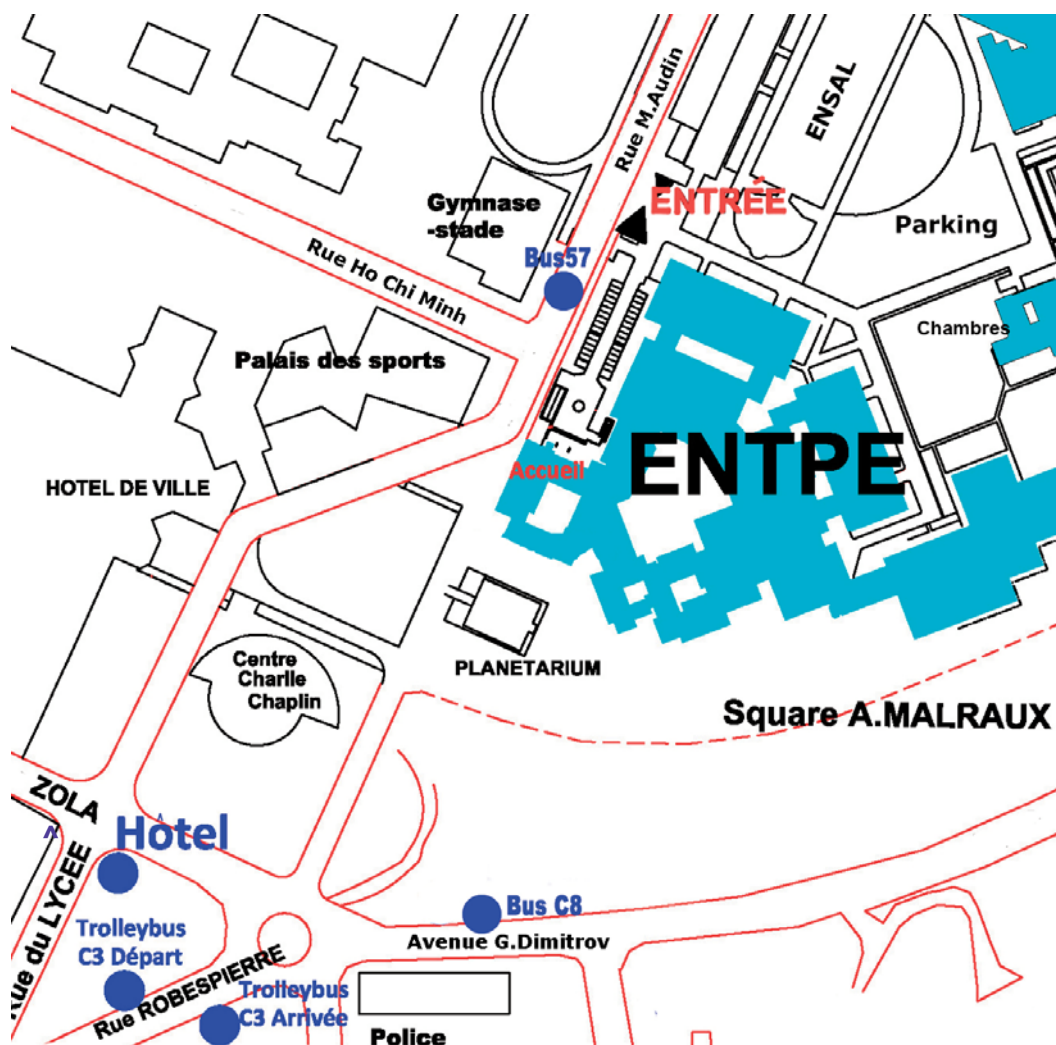 Rue M.Audin
ENSAL
ENTRÉE
Gymnase
-stade
Parking
Bus57
Rue Ho Chi Minh
Chambres
Palais des sports
ENTPE
Accueil
HOTEL DE VILLE
Centre
Charlie
Chaplin
PLANETARIUM
Square A.MALRAUX
ZOLA
Hôtel
Rue du LYCEE
Bus C8
Trolleybus
C3 Départ
Avenue G.Dimitrov
Rue ROBESPIERRE
Trolleybus
C3 Arrivée
Police